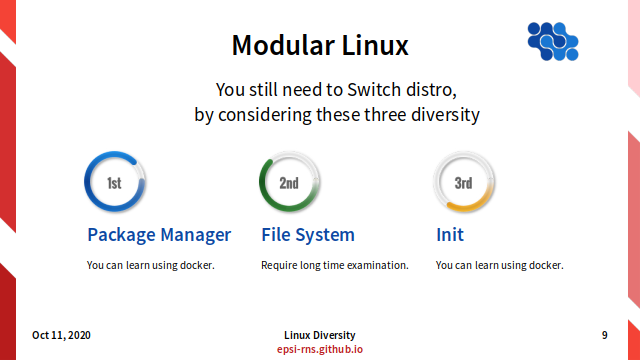 Modular Linux
You still need to Switch distro,
by considering these three diversity
1st
2nd
3rd
Package Manager
File System
Init
You can learn using docker.
Require long time examination.
You can learn using docker.
Oct 11, 2020
Linux Diversity
9
epsi-rns.github.io